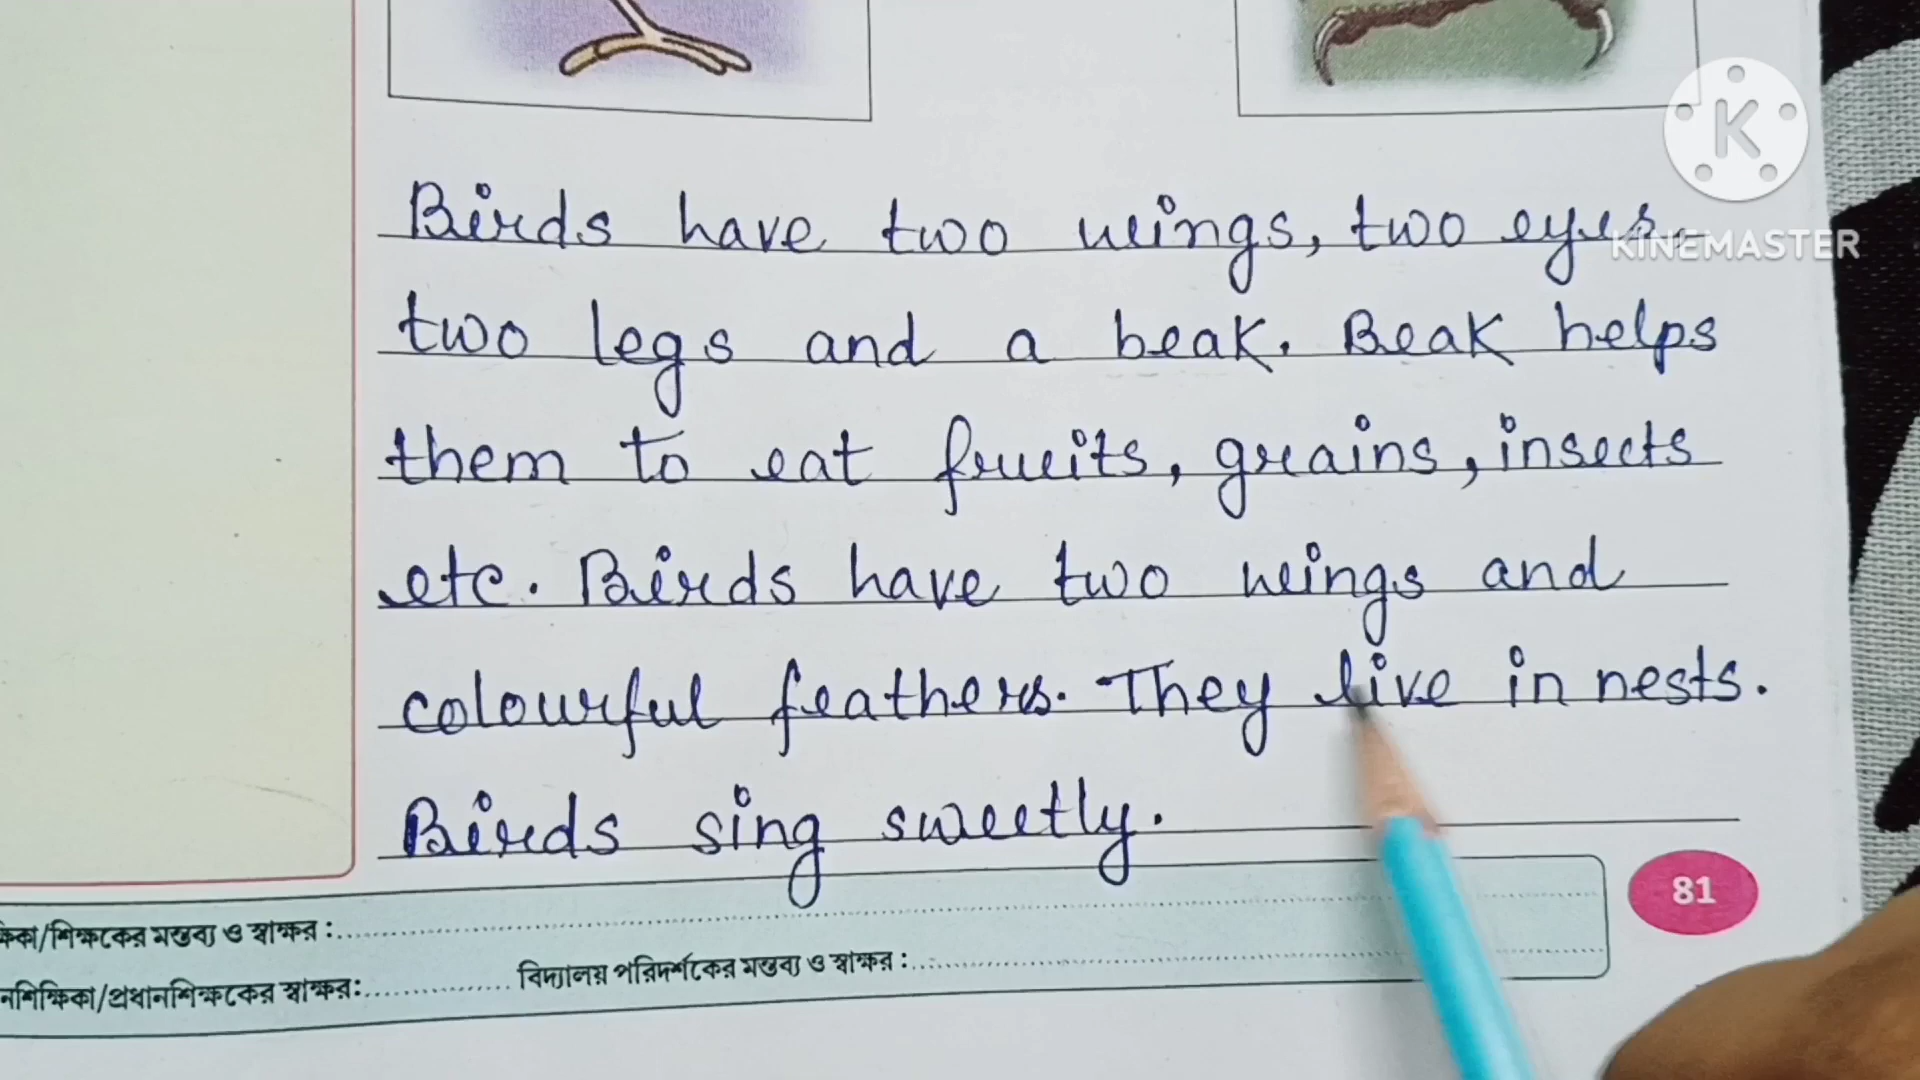 Birds have two wings, two eyes
KINEMASTER
two legs and a beak. Beak helps
them to eat fruits, grains, insects
etc. Birds have two wings and
colourful feathers. They live in nests.
Birds sing sweetly.
81
শিক্ষকের মন্তব্য ও স্বাক্ষর :
বিদ্যালয় পরিদর্শকের মন্তব্য ও স্বাক্ষর :
প্রধানশিক্ষকের স্বাক্ষর: